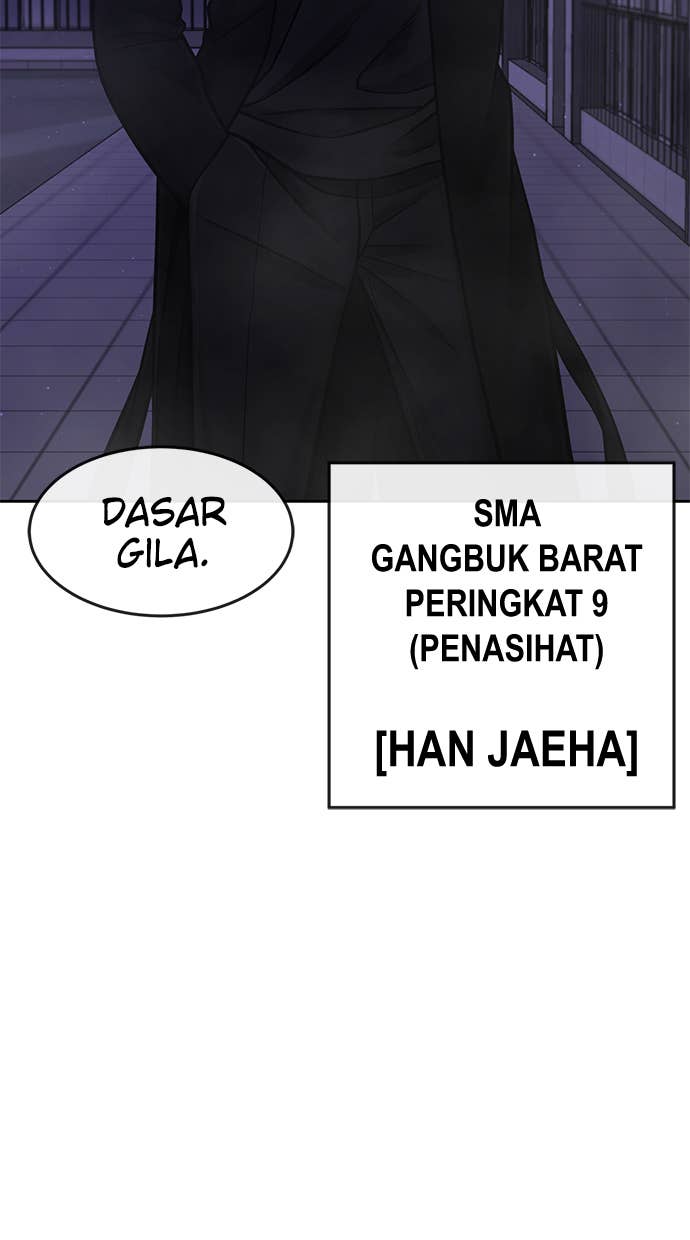 DASAR
GILA.
SMA
GANGBUK BARAT
PERINGKAT 9
(PENASIHAT)
[HAN JAEHA]